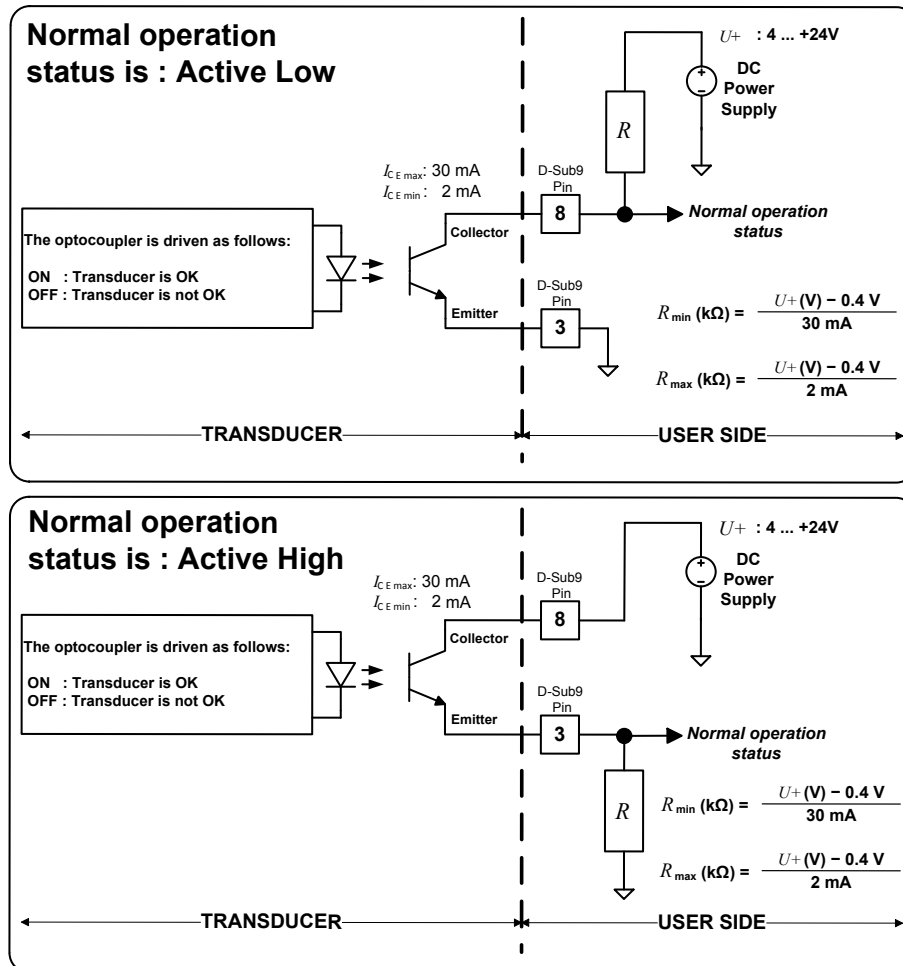 Normal operation
status is : Active Low
U+ : 4 ... +24V
+
−
DC
Power
Supply
R
I C E max: 30 mA
I C E min: 2 mA
D-Sub9
Pin
8
Collector
Normal operation
status
The optocoupler is driven as follows:
ON : Transducer is OK
OFF : Transducer is not OK
D-Sub9
Pin
Emitter
3
R min (kΩ) = U+ (V) − 0.4 V
30 mA
R max (kΩ) = U+ (V) − 0.4 V
2 mA
TRANSDUCER
USER SIDE
Normal operation
status is : Active High
U+ : 4 ... +24V
+
−
DC
Power
Supply
I C E max: 30 mA
I C E min: 2 mA
D-Sub9
Pin
8
Collector
The optocoupler is driven as follows:
ON : Transducer is OK
OFF : Transducer is not OK
D-Sub9
Pin
Emitter
3
Normal operation
status
R
R min (kΩ) = U+ (V) − 0.4 V
30 mA
R max (kΩ) = U+ (V) − 0.4 V
2 mA
TRANSDUCER
USER SIDE